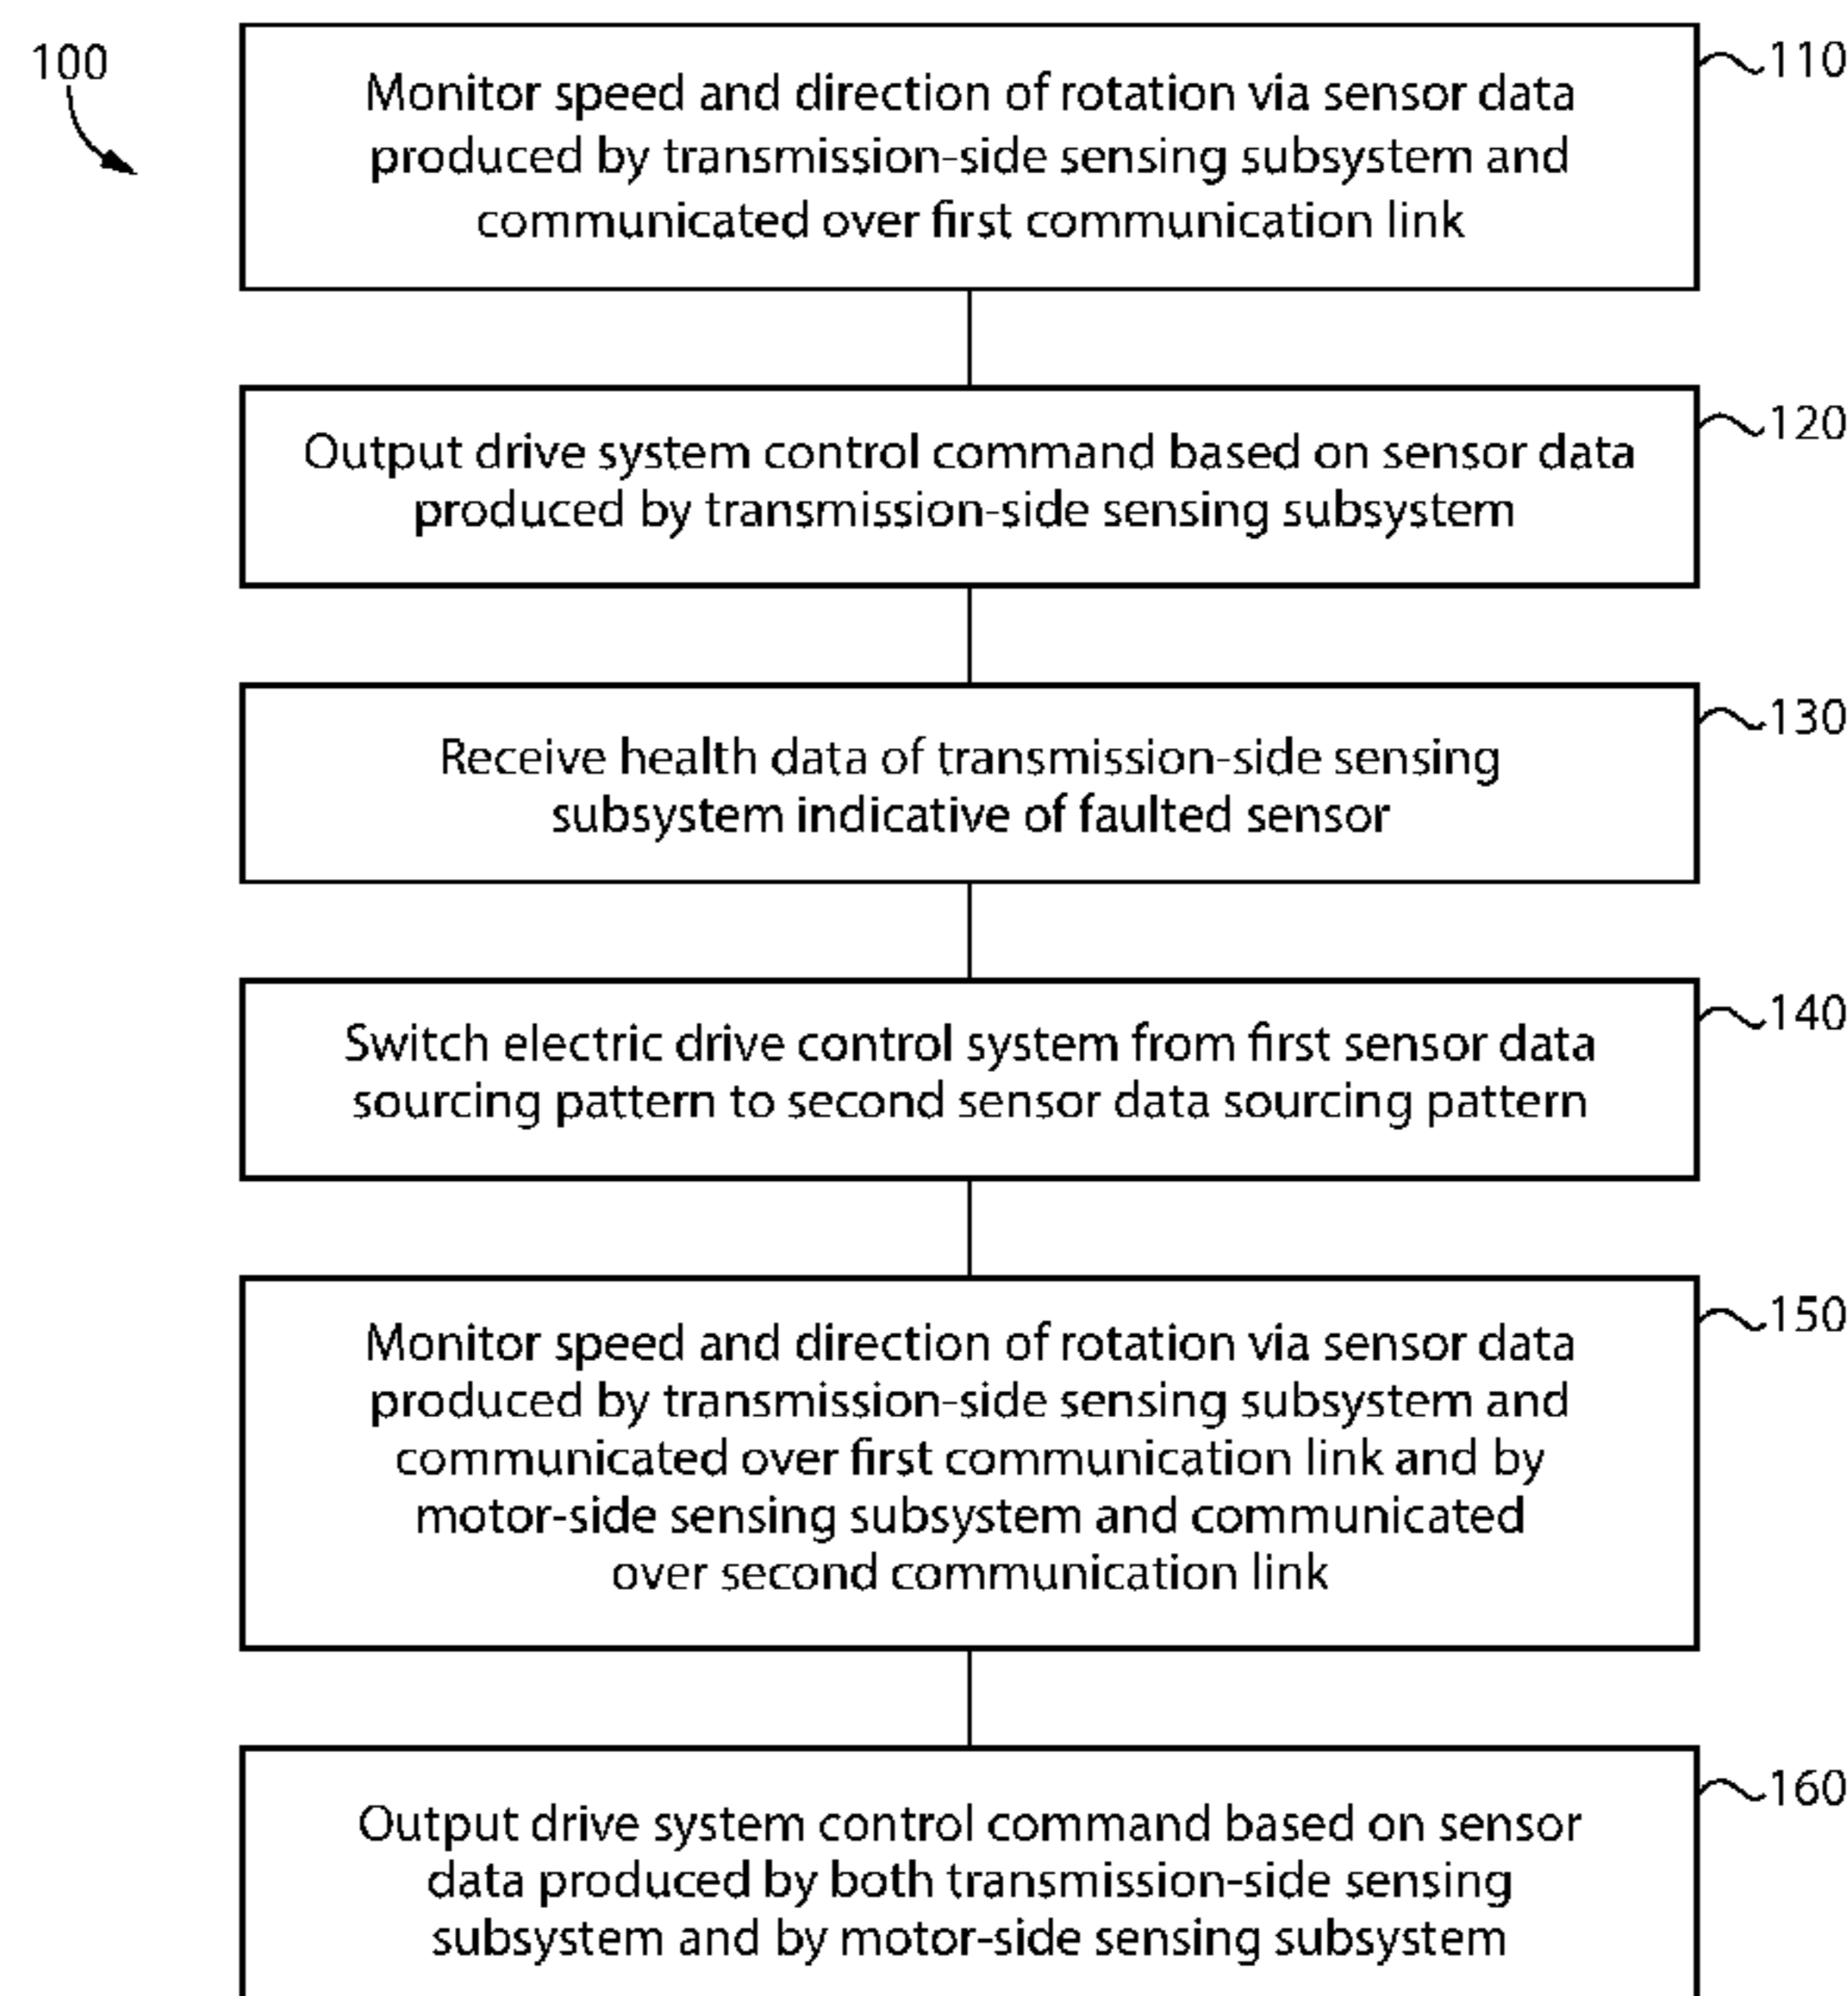 100
110
Monitor speed and direction of rotation via sensor data
produced by transmission-side sensing subsystem and
communicated over first communication link
120
Output drive system control command based on sensor data
produced by transmission-side sensing subsystem
130
Receive health data of transmission-side sensing
subsystem indicative of faulted sensor
140
Switch electric drive control system from first sensor data
sourcing pattern to second sensor data sourcing pattern
150
Monitor speed and direction of rotation via sensor data
produced by transmission-side sensing subsystem and
communicated over first communication link and by
motor-side sensing subsystem and communicated
over second communication link
160
Output drive system control command based on sensor
data produced by both transmission-side sensing
subsystem and by motor-side sensing subsystem